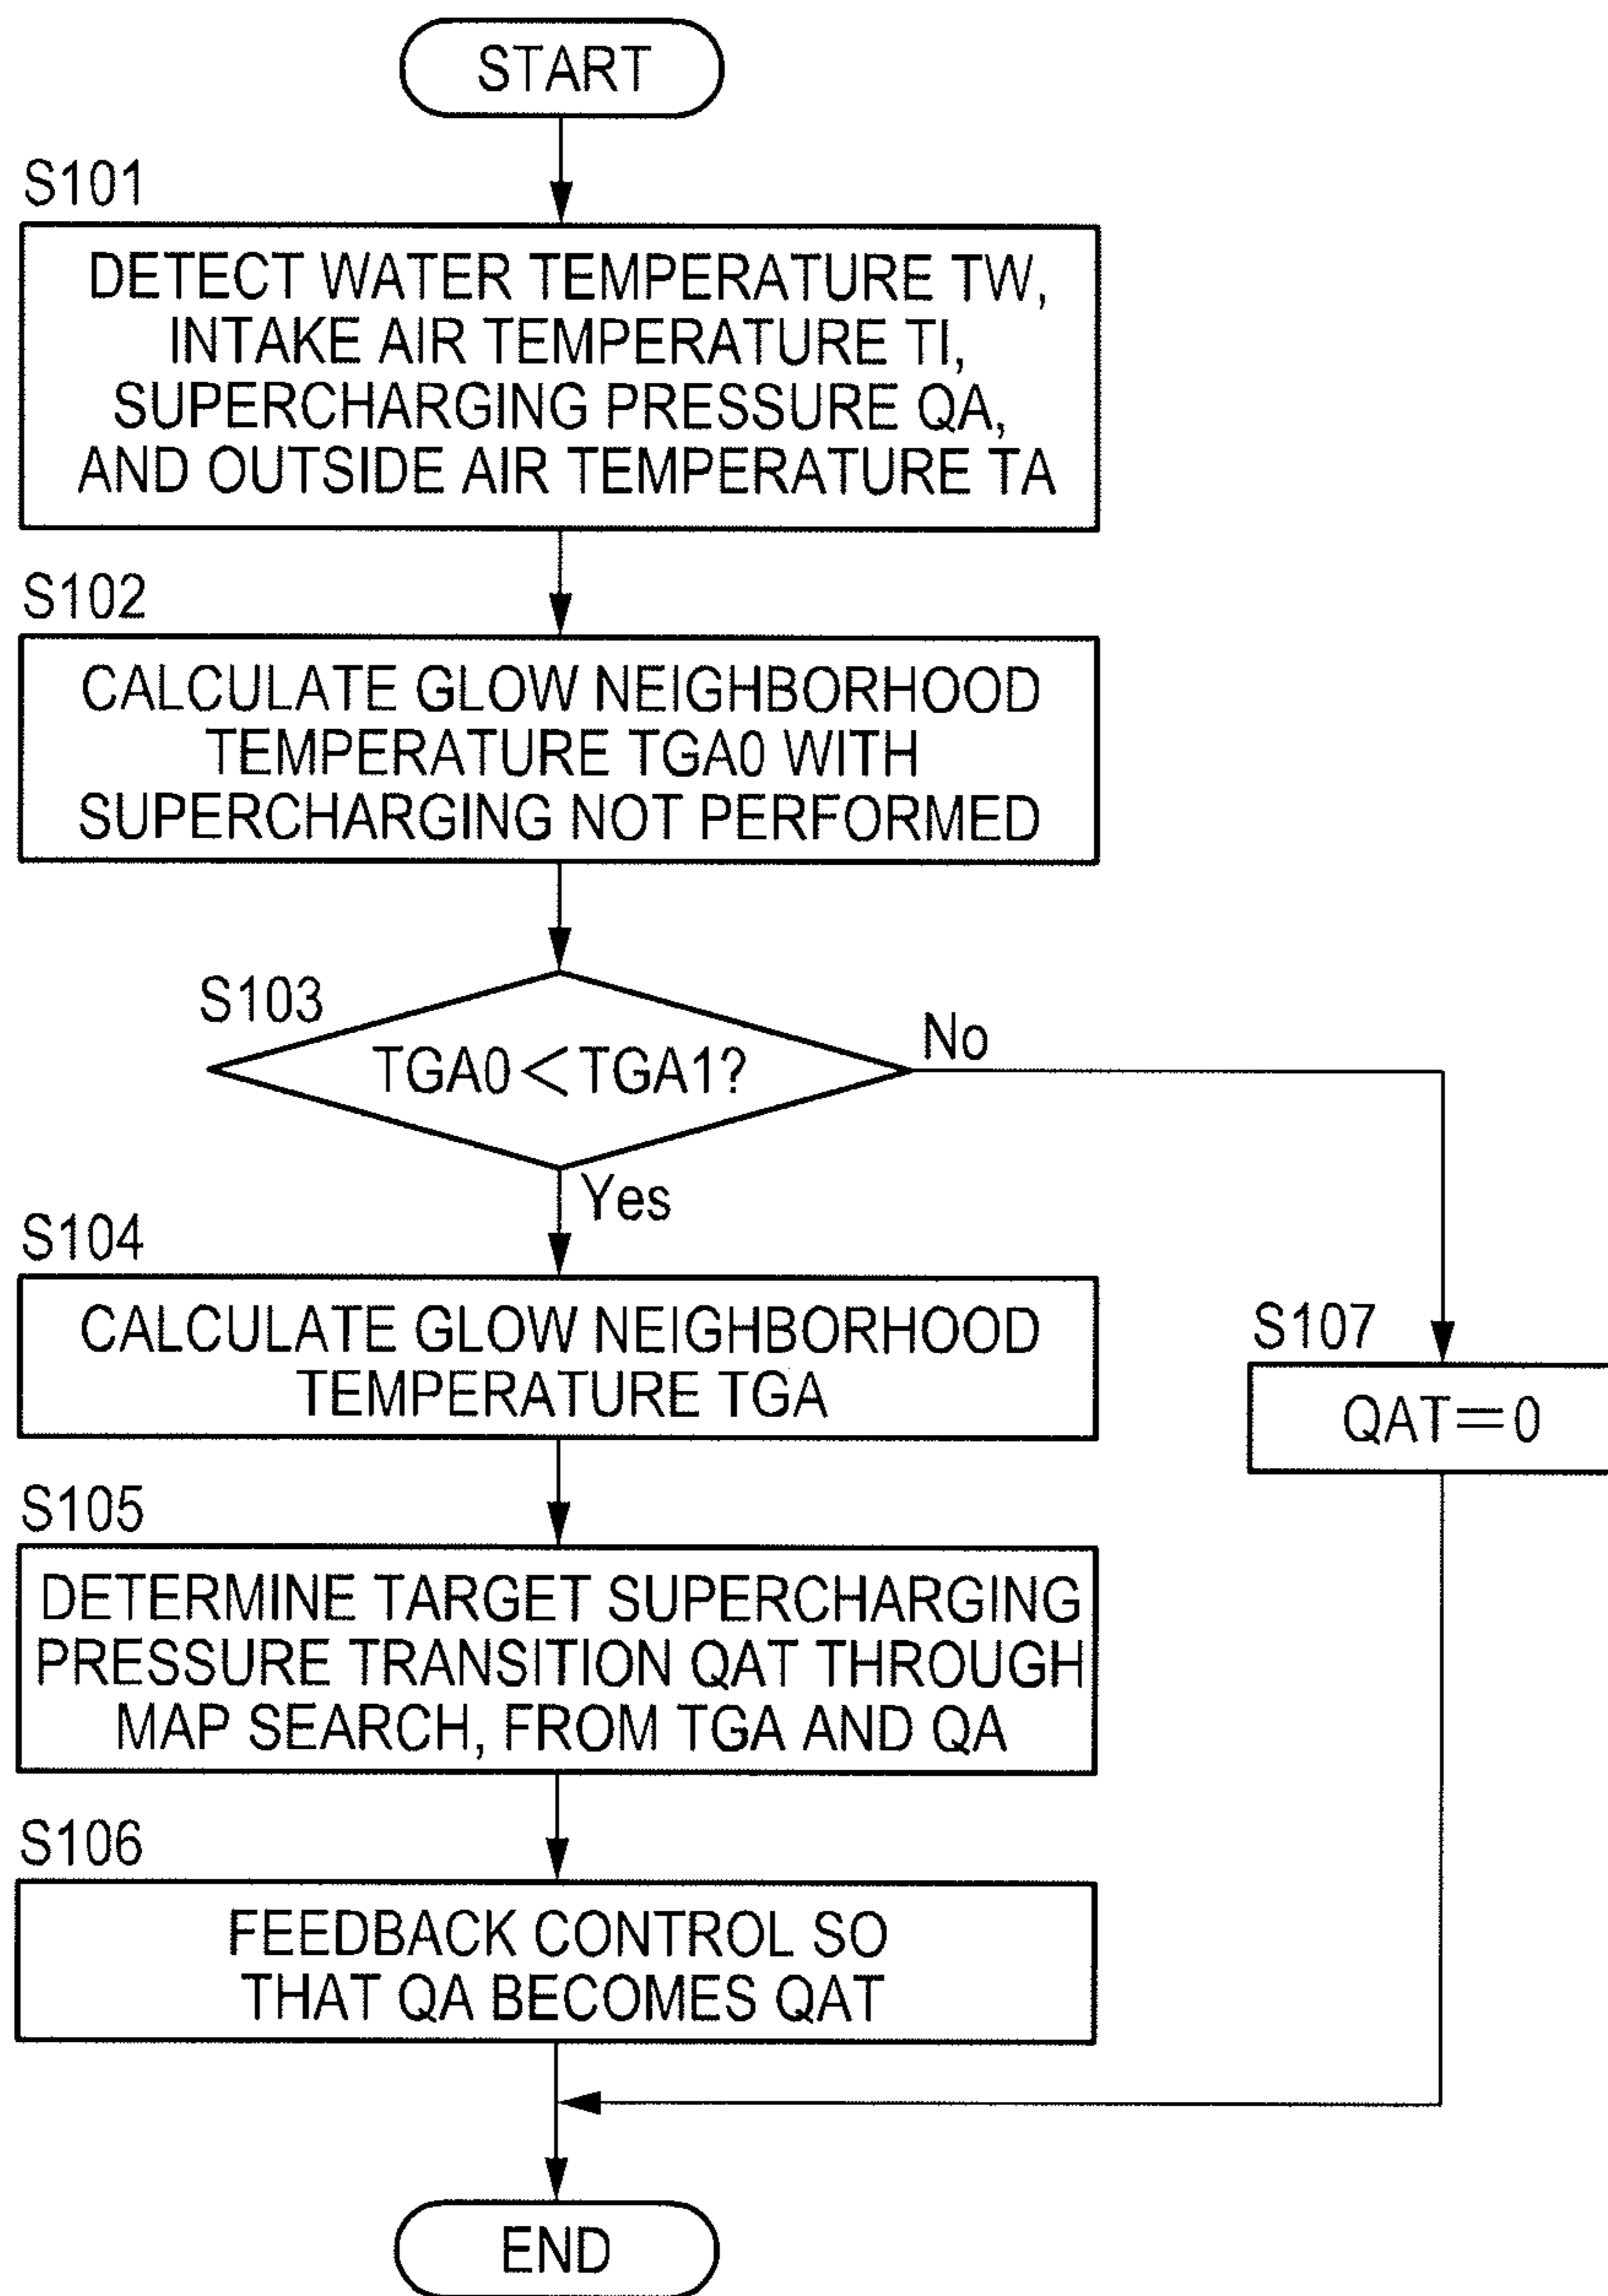 START
S101
DETECT WATER TEMPERATURE TW,
INTAKE AIR TEMPERATURE TI,
SUPERCHARGING PRESSURE QA,
AND OUTSIDE AIR TEMPERATURE TA
S102
CALCULATE GLOW NEIGHBORHOOD
TEMPERATURE TGA0 WITH
SUPERCHARGING NOT PERFORMED
S103
TGA0<TGA1?
No
Yes
S104
CALCULATE GLOW NEIGHBORHOOD
TEMPERATURE TGA
S107
QAT=0
S105
DETERMINE TARGET SUPERCHARGING
PRESSURE TRANSITION QAT THROUGH
MAP SEARCH, FROM TGA AND QA
S106
FEEDBACK CONTROL SO
THAT QA BECOMES QAT
END